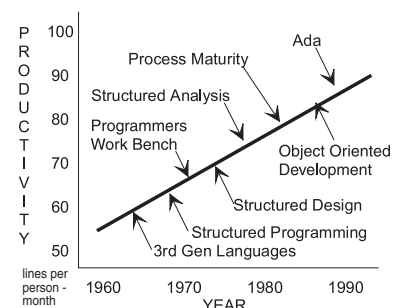 PRODUCTIVITY
100
90
80
70
60
50
lines per
person -
month
Ada
Process Maturity
Structured Analysis
Programmers
Work Bench
Object Oriented
Development
Structured Design
Structured Programming
3rd Gen Languages
1960 1970 1980 1990
YEAR